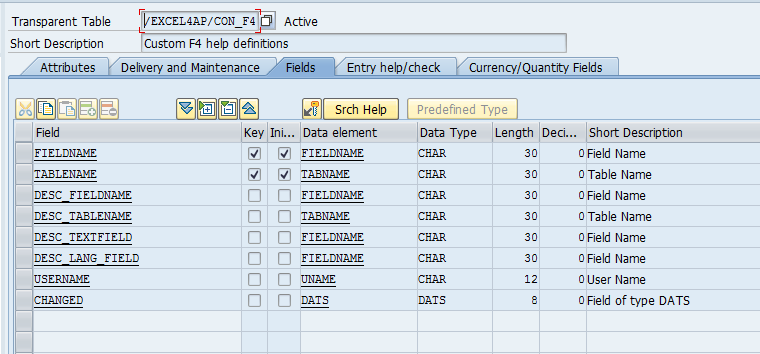 Transparent Table /EXCEL4AP/CON_F4 Active
Short Description Custom F4 help definitions
Attributes Delivery and Maintenance Fields Entry help/check Currency/Quantity Fields
Srch Help Predefined Type
Field Key Ini... Data element Data Type Length Deci... Short Description
FIELDNAME FIELDNAME CHAR 30 0 Field Name
TABLENAME TABNAME CHAR 30 0 Table Name
DESC_FIELDNAME FIELDNAME CHAR 30 0 Field Name
DESC_TABLENAME TABNAME CHAR 30 0 Table Name
DESC_TEXTFIELD FIELDNAME CHAR 30 0 Field Name
DESC_LANG_FIELD FIELDNAME CHAR 30 0 Field Name
USERNAME UNAME CHAR 12 0 User Name
CHANGED DATS DATS 8 0 Field of type DATS